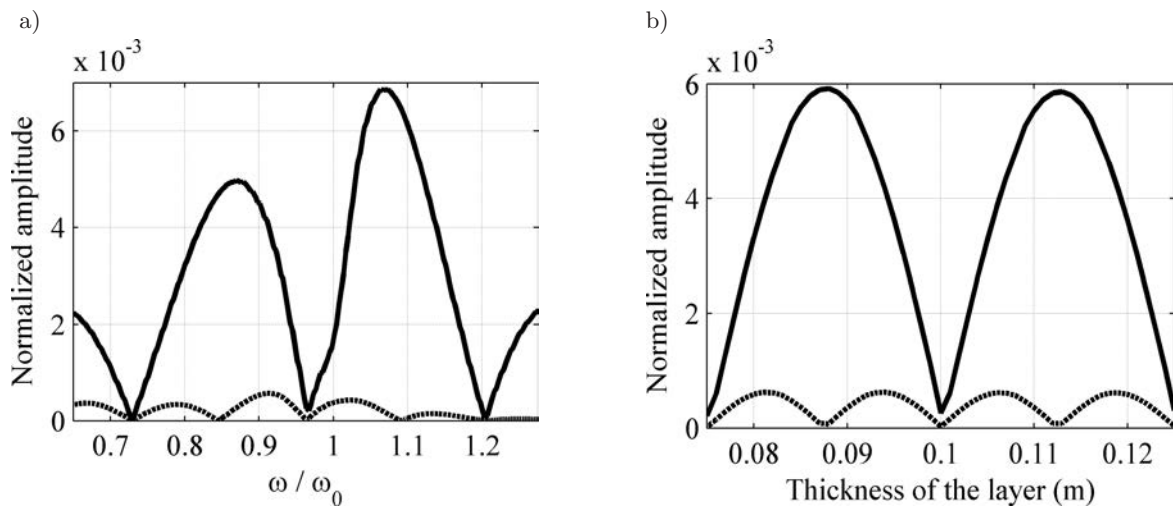 a)
x 10-3
Normalized amplitude
6
4
2
0
0.7 0.8 0.9 1 1.1 1.2
ω / ω0
b)
x 10-3
Normalized amplitude
6
4
2
0
0.08 0.09 0.1 0.11 0.12
Thickness of the layer (m)